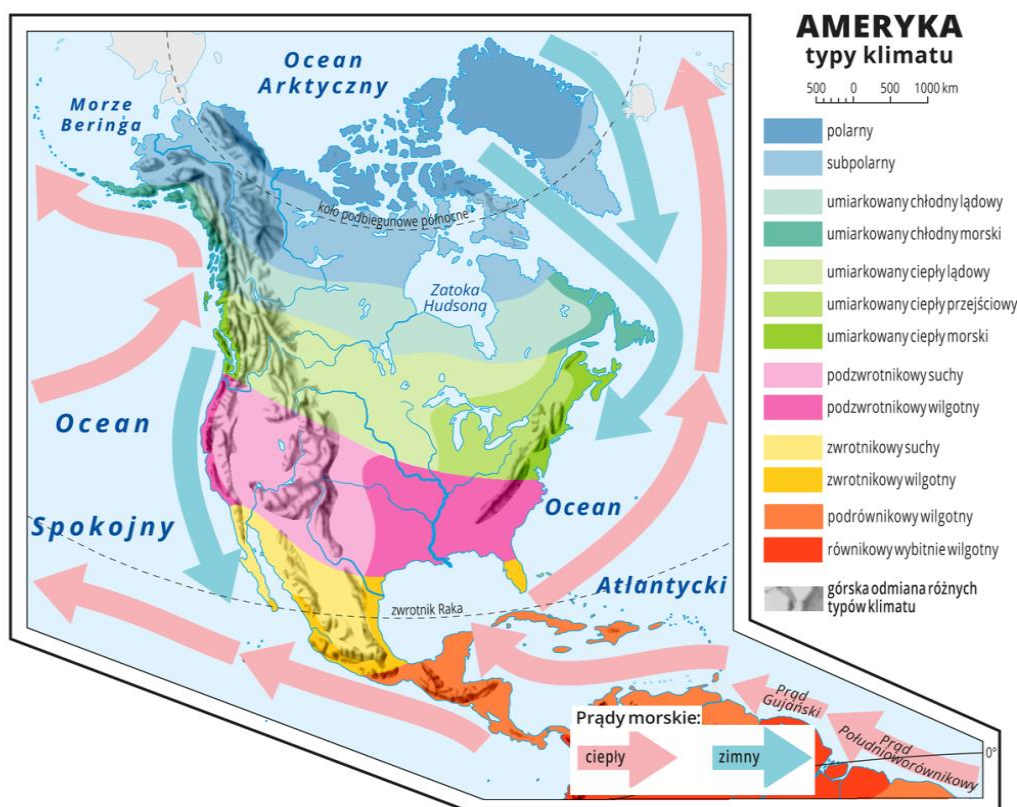 AMERYKA
typy klimatu
500 0 500 1000 km
polarny
subpolarny
umiarkowany chłodny lądowy
umiarkowany chłodny morski
umiarkowany ciepły lądowy
umiarkowany ciepły przejściowy
umiarkowany ciepły morski
podzwrotnikowy suchy
podzwrotnikowy wilgotny
zwrotnikowy suchy
zwrotnikowy wilgotny
podrównikowy wilgotny
równikowy wybitnie wilgotny
górska odmiana różnych
typów klimatu
Ocean
Arktyczny
Morze
Beringa
koło podbiegunowe północne
Zatoka
Hudsona
Ocean
Spokojny
Ocean
Atlantycki
zwrotnik Raka
Prąd
Gujański
Prąd
Południoworównikowy
0°
Prądy morskie:
ciepły
zimny